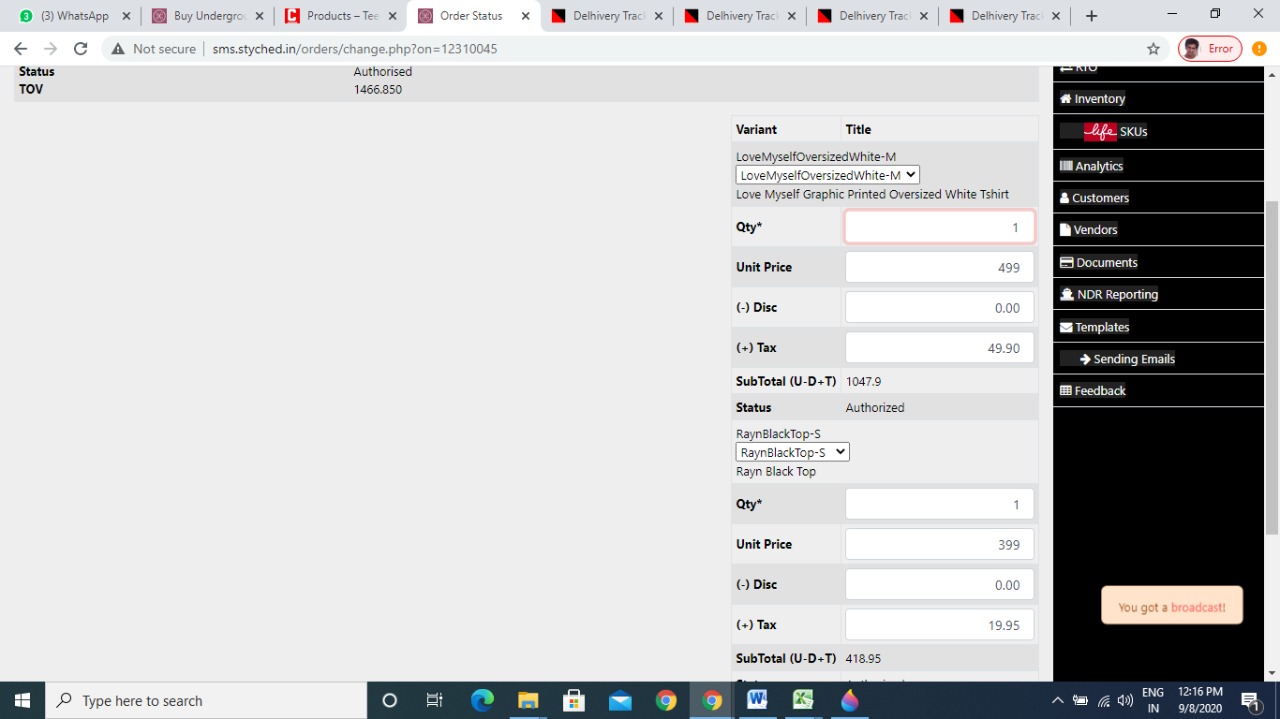 (3) WhatsApp
Buy Undergro
Products – Tee
Order Status
Delhivery Trac
Delhivery Trac
Delhivery Trac
Delhivery Trac
Not secure
sms.styched.in/orders/change.php?on=12310045
Error
Status Authorised
TOV 1466.850
Variant Title
LoveMyselfOversizedWhite-M
LoveMyselfOversizedWhite-M
Love Myself Graphic Printed Oversized White Tshirt
Qty* 1
Unit Price 499
(-) Disc 0.00
(+) Tax 49.90
SubTotal (U-D+T) 1047.9
Status Authorized
RaynBlackTop-S
RaynBlackTop-S
Rayn Black Top
Qty* 1
Unit Price 399
(-) Disc 0.00
(+) Tax 19.95
SubTotal (U-D+T) 418.95
RTO
Inventory
life SKUs
Analytics
Customers
Vendors
Documents
NDR Reporting
Templates
Sending Emails
Feedback
You got a broadcast!
Type here to search
ENG
IN
12:16 PM
9/8/2020
1